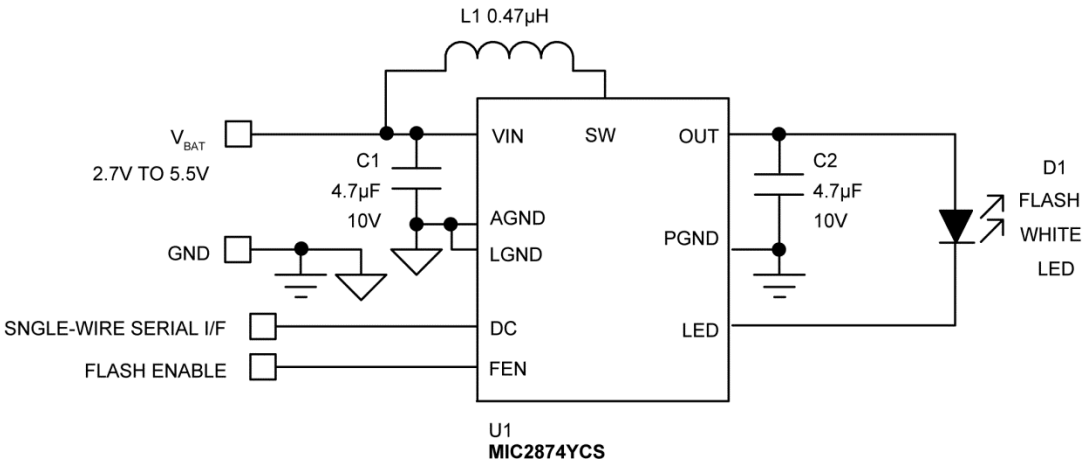 L1 0.47µH
V_BAT
2.7V TO 5.5V
VIN
SW
OUT
C1
4.7µF
10V
C2
4.7µF
10V
D1
FLASH
WHITE
LED
AGND
LGND
PGND
GND
SNGLE-WIRE SERIAL I/F
DC
LED
FLASH ENABLE
FEN
U1
MIC2874YCS